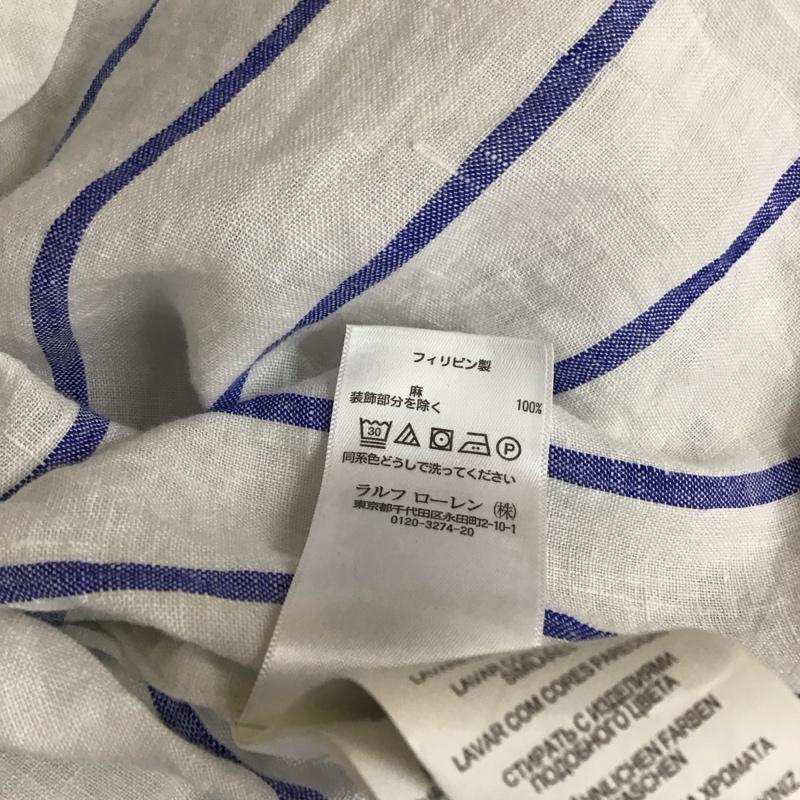 フィリピン製
麻
装飾部分を除く 100%
30
P
同系色どうしで洗ってください
ラルフ ローレン (株)
東京都千代田区永田町2-10-1
0120-3274-20
LAVAR COM CORES
СТИРАТЬ С ИЗДЕЛИЯМИ
ПОДОБНОГО ЦВЕТА
FARBEN
ΧΡΩΜΑΤΑ